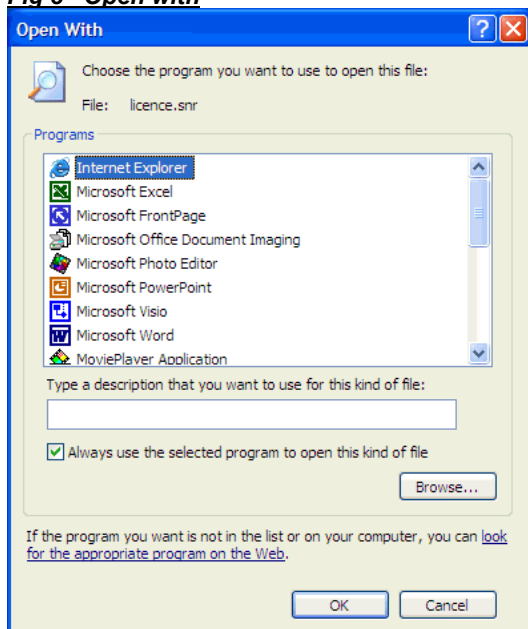 Fig 3 Open with
Open With
Choose the program you want to use to open this file:
File: licence.snr
Programs
Internet Explorer
Microsoft Excel
Microsoft FrontPage
Microsoft Office Document Imaging
Microsoft Photo Editor
Microsoft PowerPoint
Microsoft Visio
Microsoft Word
MoviePlayer Application
Type a description that you want to use for this kind of file:
Always use the selected program to open this kind of file
Browse...
If the program you want is not in the list or on your computer, you can look
for the appropriate program on the Web.
OK Cancel